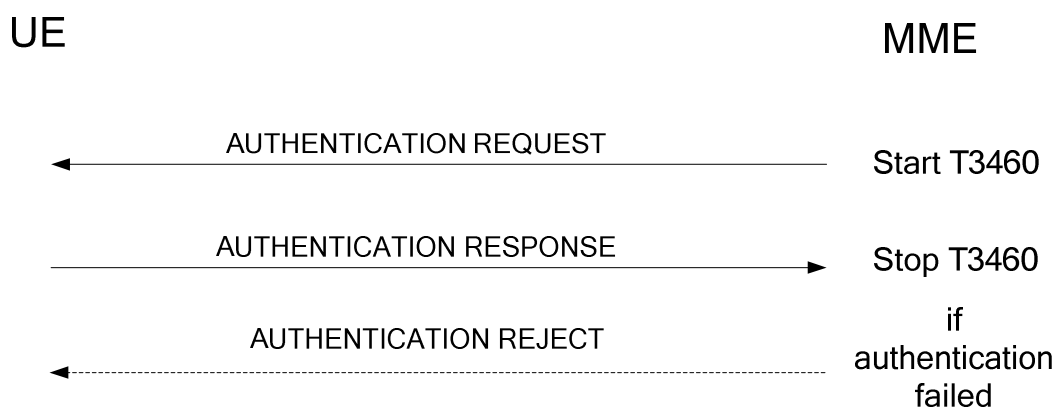 UE
MME
AUTHENTICATION REQUEST
Start T3460
AUTHENTICATION RESPONSE
Stop T3460
AUTHENTICATION REJECT
if
authentication
failed